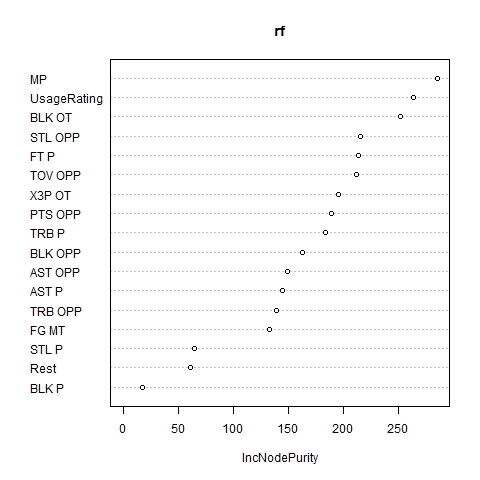 rf
MP
UsageRating
BLK OT
STL OPP
FT P
TOV OPP
X3P OT
PTS OPP
TRB P
BLK OPP
AST OPP
AST P
TRB OPP
FG MT
STL P
Rest
BLK P
0 50 100 150 200 250
IncNodePurity